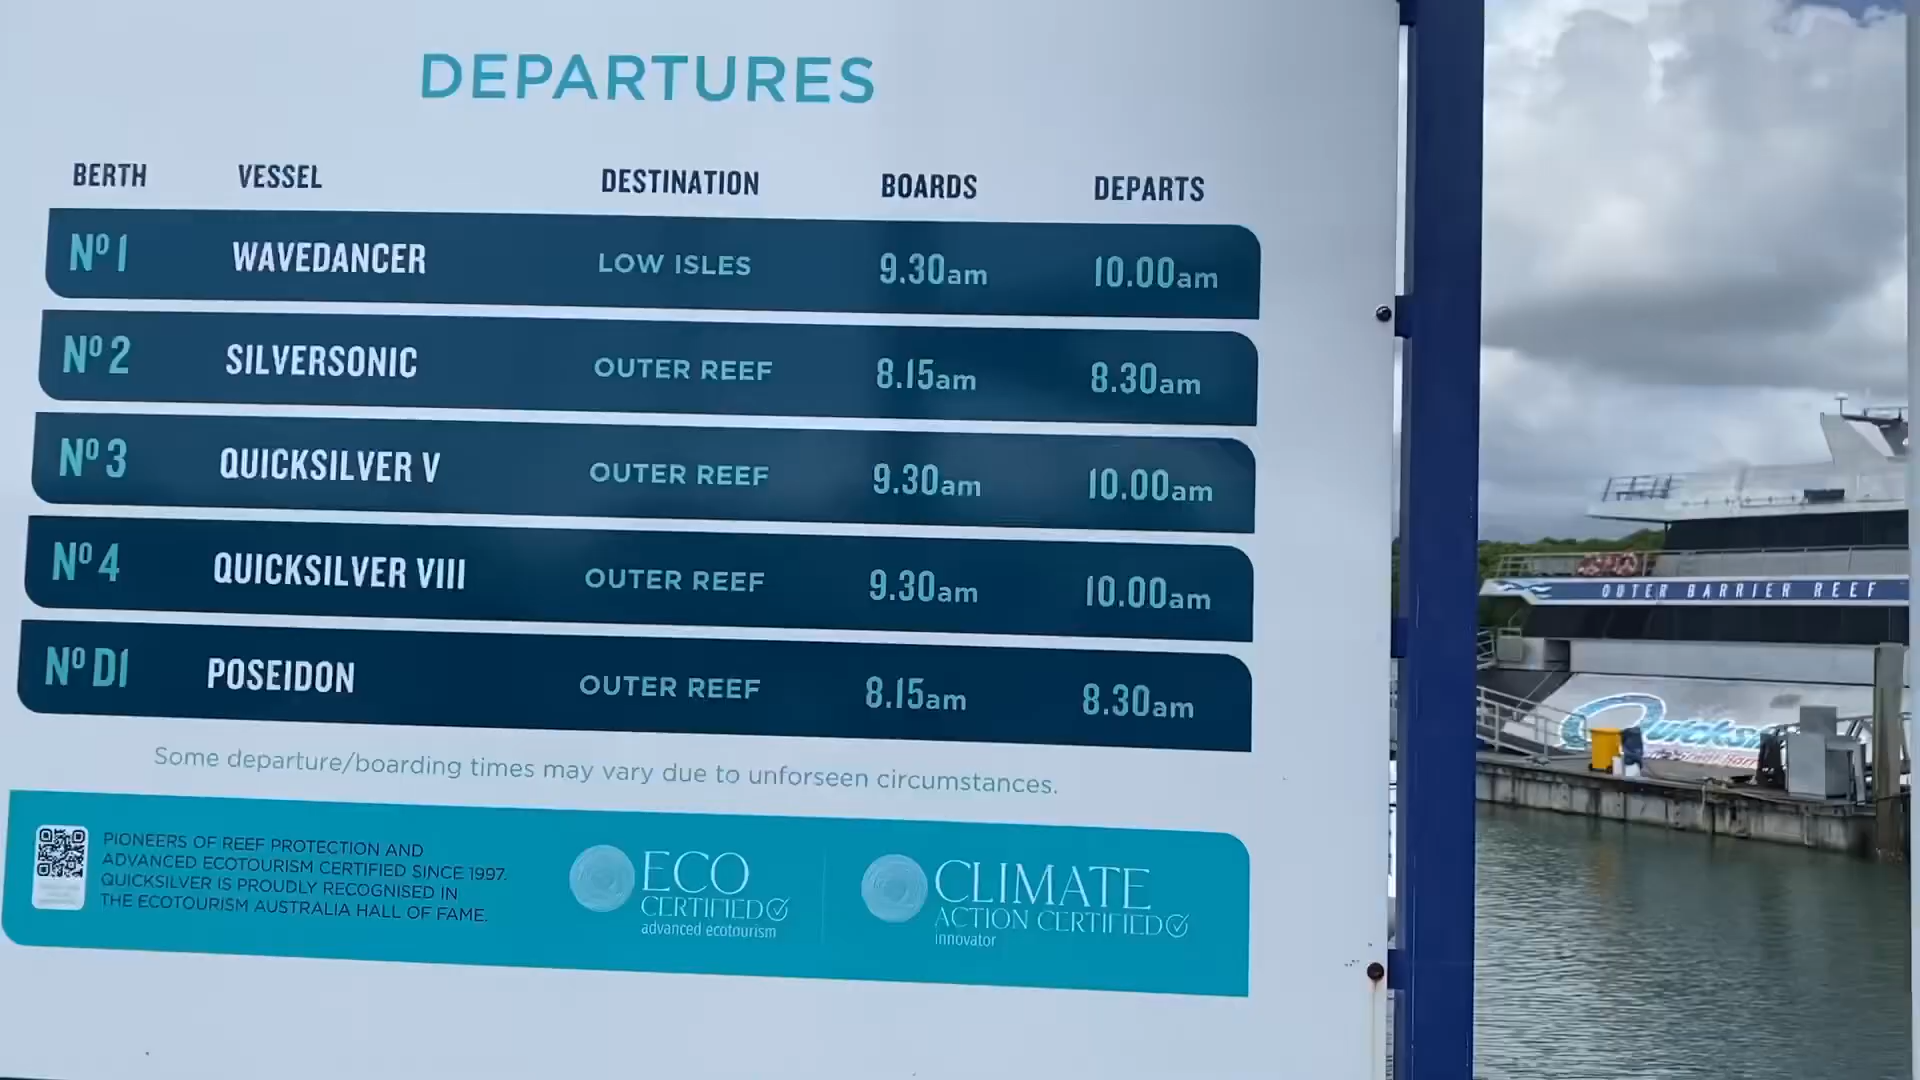 DEPARTURES
BERTH VESSEL DESTINATION BOARDS DEPARTS
Nº 1 WAVEDANCER LOW ISLES 9.30am 10.00am
Nº 2 SILVERSONIC OUTER REEF 8.15am 8.30am
Nº 3 QUICKSILVER V OUTER REEF 9.30am 10.00am
Nº 4 QUICKSILVER VIII OUTER REEF 9.30am 10.00am
Nº D1 POSEIDON OUTER REEF 8.15am 8.30am
Some departure/boarding times may vary due to unforseen circumstances.
PIONEERS OF REEF PROTECTION AND
ADVANCED ECOTOURISM CERTIFIED SINCE 1997.
QUICKSILVER IS PROUDLY RECOGNISED IN
THE ECOTOURISM AUSTRALIA HALL OF FAME.
ECO
CERTIFIED
advanced ecotourism
CLIMATE
ACTION CERTIFIED
innovator
OUTER BARRIER REEF